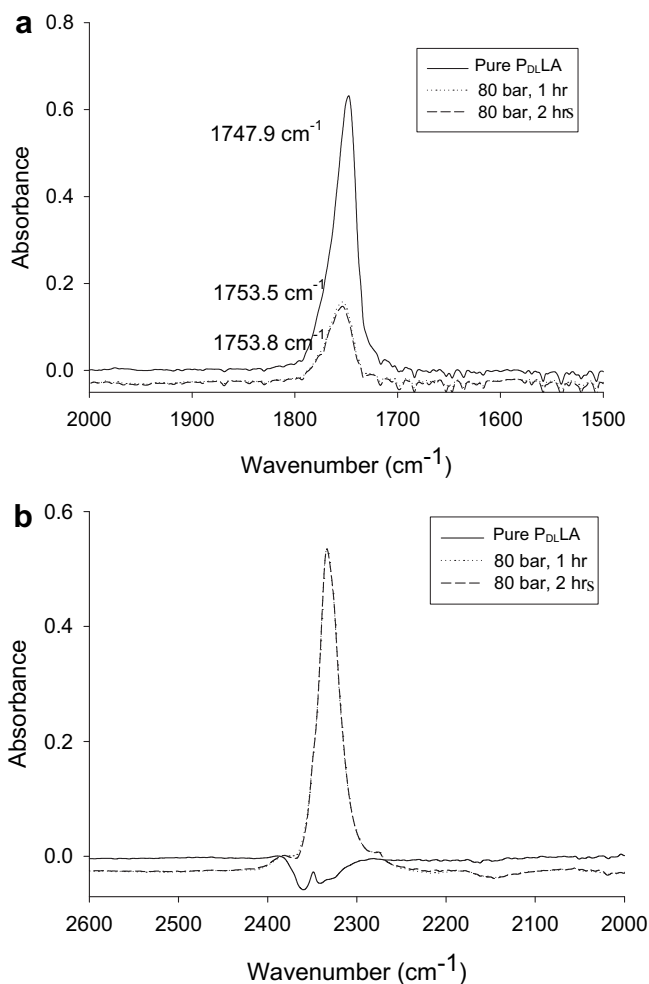 a
0.8
0.6
0.4
0.2
0.0
Absorbance
Pure PDLLA
80 bar, 1 hr
80 bar, 2 hrs
1747.9 cm-1
1753.5 cm-1
1753.8 cm-1
2000 1900 1800 1700 1600 1500
Wavenumber (cm-1)
b
0.6
0.4
0.2
0.0
Absorbance
Pure PDLLA
80 bar, 1 hr
80 bar, 2 hrs
2600 2500 2400 2300 2200 2100 2000
Wavenumber (cm-1)